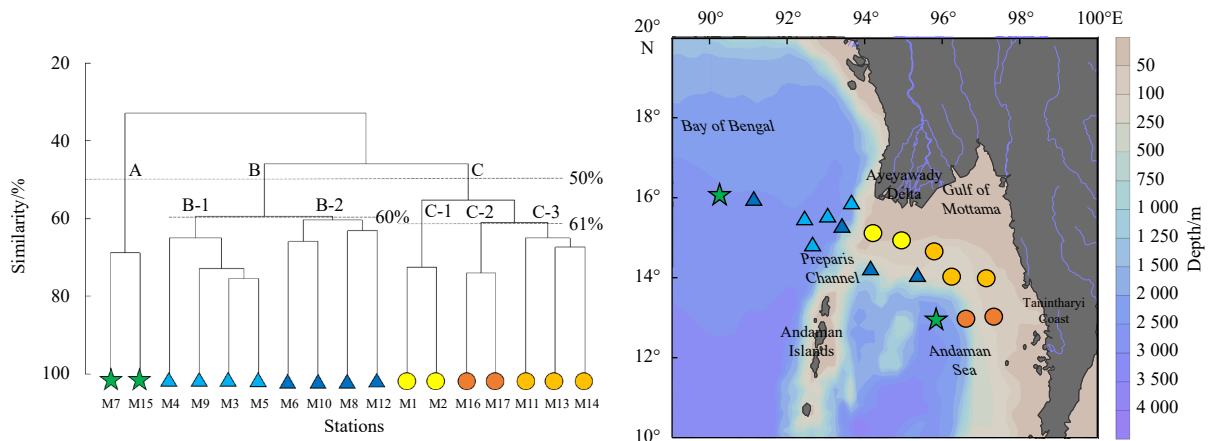 20
40
60
80
100
Similarity/%
A
B
C
50%
B-1
B-2
60%
C-1
C-2
C-3
61%
M7 M15 M4 M9 M3 M5 M6 M10 M8 M12 M1 M2 M16 M17 M11 M13 M14
Stations
90° 92° 94° 96° 98° 100°E
20°
N
18°
16°
14°
12°
10°
Bay of Bengal
Ayeyawady
Delta
Gulf of
Mottama
Preparis
Channel
Tanintharyi
Coast
Andaman
Islands
Andaman
Sea
50
100
250
500
750
1 000
1 250
1 500
2 000
2 500
3 000
3 500
4 000
Depth/m